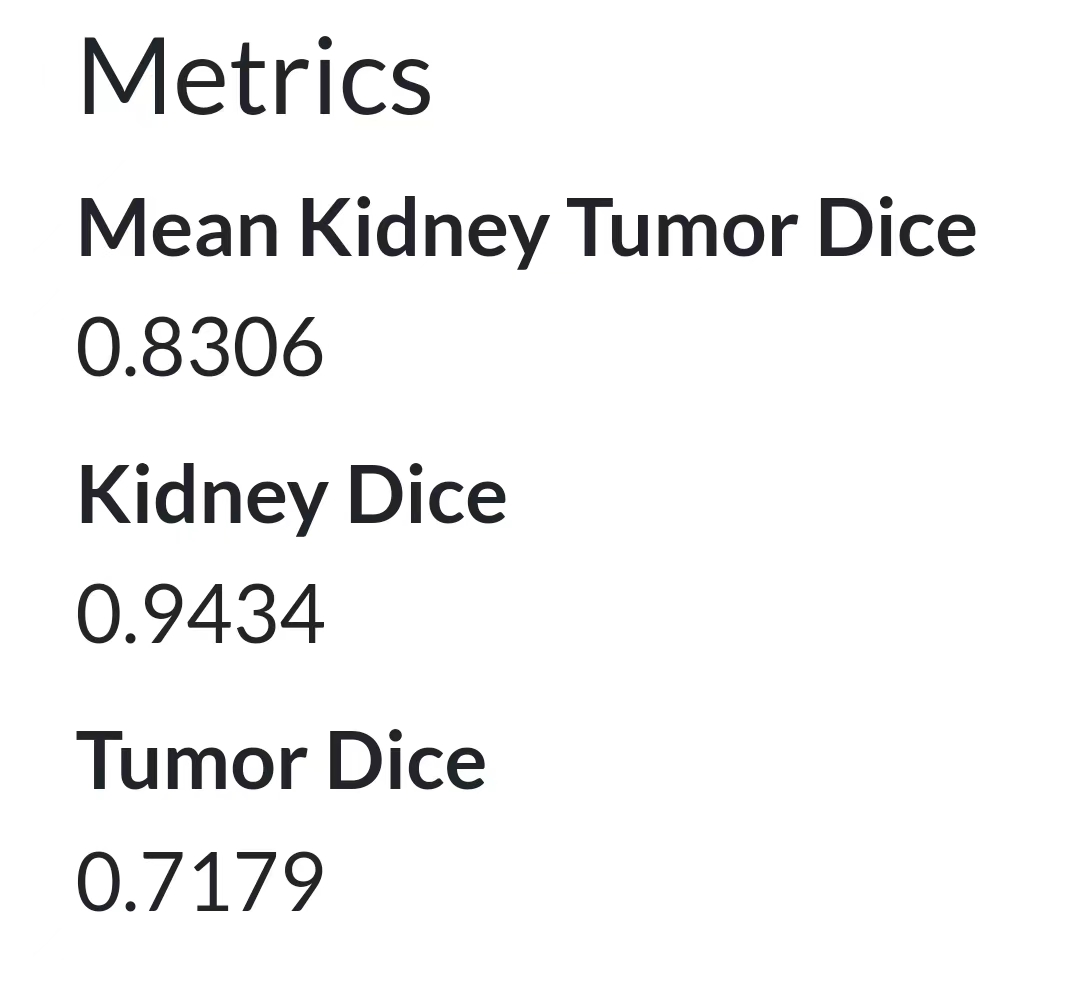 Metrics
Mean Kidney Tumor Dice
0.8306
Kidney Dice
0.9434
Tumor Dice
0.7179